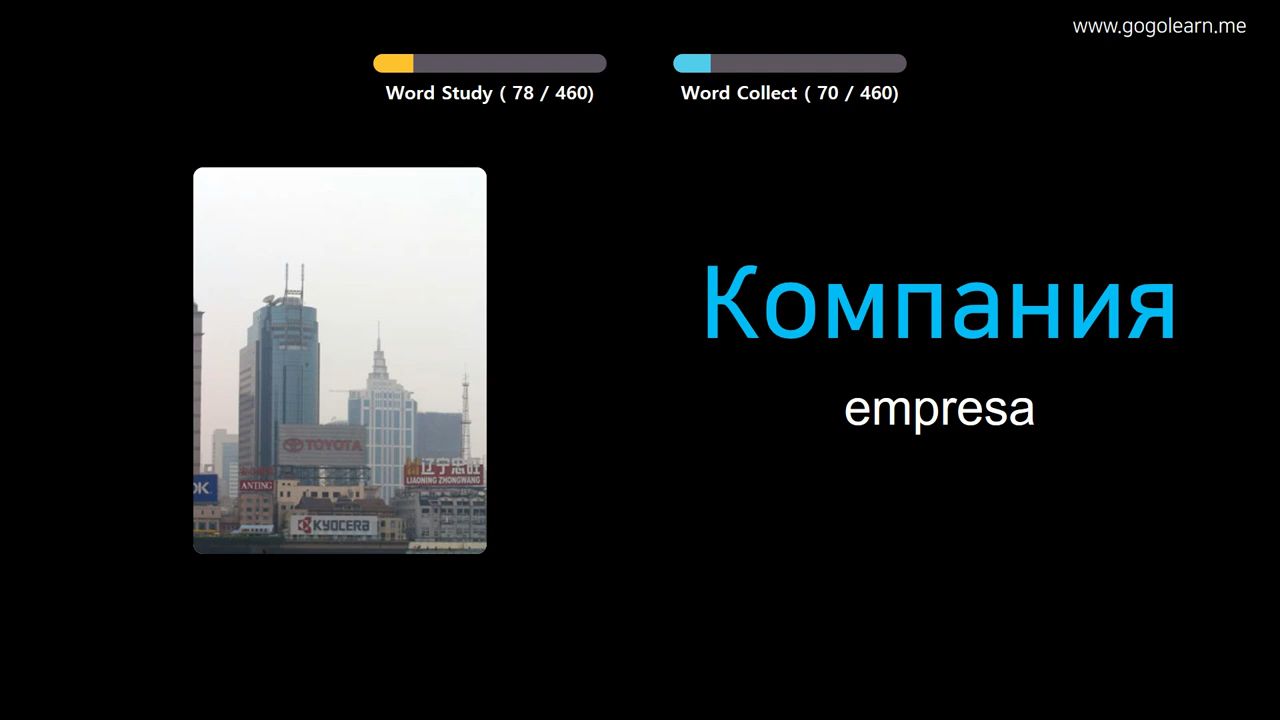 www.gogolearn.me
Word Study ( 78 / 460)
Word Collect ( 70 / 460)
Компания
empresa
TOYOTA
辽宁忠旺
LIAONING ZHONGWANG
OK.
ANTING
KYOCERA